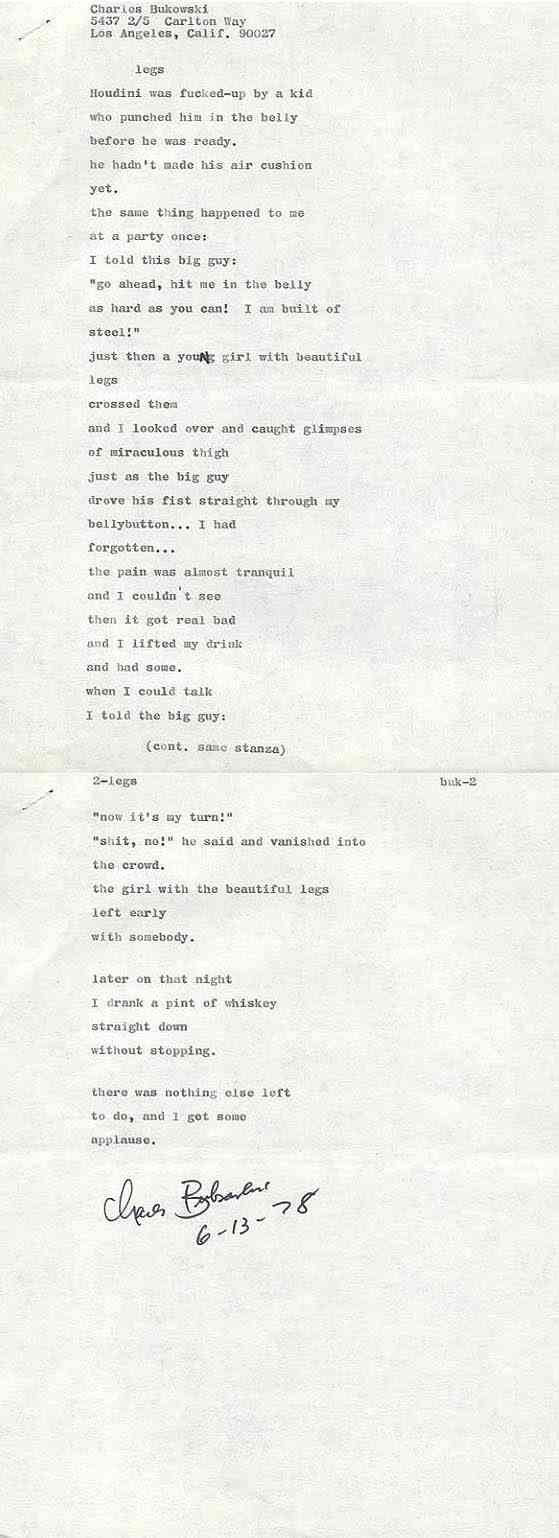 Charles Bukowski
5437 2/5 Carlton Way
Los Angeles, Calif. 90027
legs
Houdini was fucked-up by a kid
who punched him in the belly
before he was ready.
he hadn't made his air cushion
yet.
the same thing happened to me
at a party once:
I told this big guy:
"go ahead, hit me in the belly
as hard as you can! I am built of
steel!"
just then a youNg girl with beautiful
legs
crossed them
and I looked over and caught glimpses
of miraculous thigh
just as the big guy
drove his fist straight through my
bellybutton... I had
forgotten...
the pain was almost tranquil
and I couldn't see
then it got real bad
and I lifted my drink
and had some.
when I could talk
I told the big guy:
(cont. same stanza)
2-legs buk-2
"now it's my turn!"
"shit, no!" he said and vanished into
the crowd.
the girl with the beautiful legs
left early
with somebody.
later on that night
I drank a pint of whiskey
straight down
without stopping.
there was nothing else left
to do, and I got some
applause.
Charles Bukowski
6-13-78